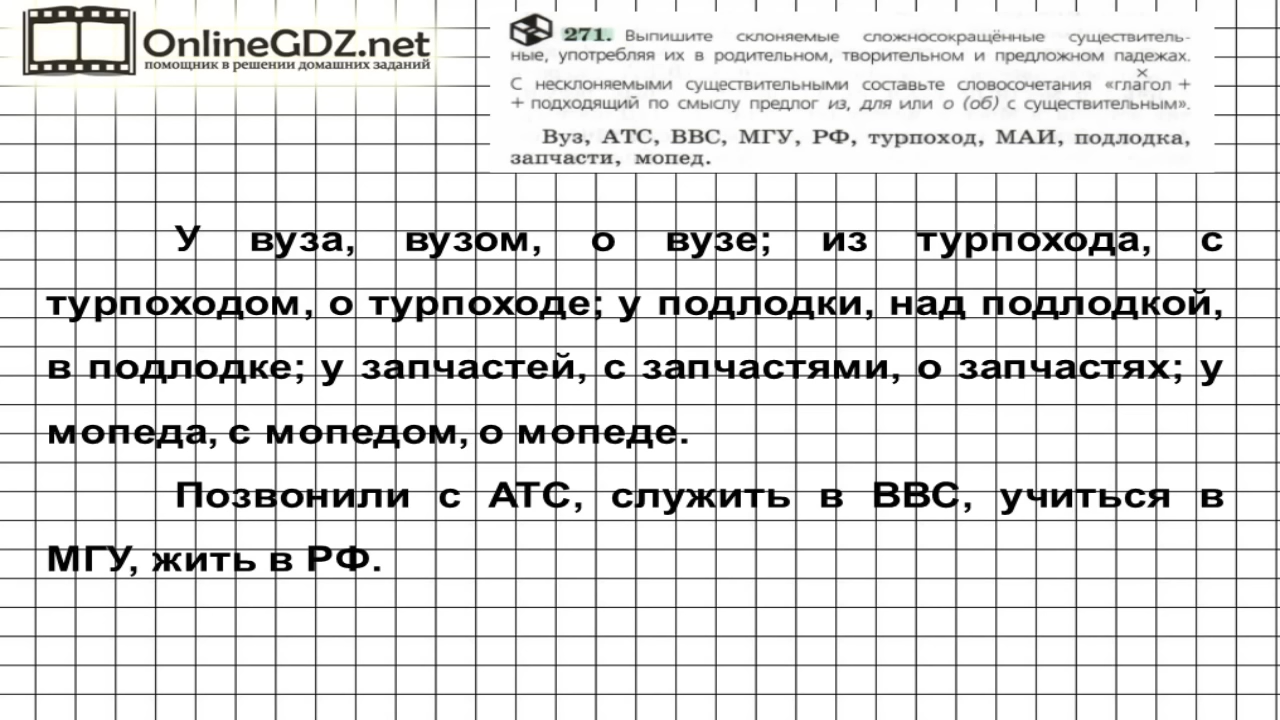 OnlineGDZ.net
помощник в решении домашних заданий
271. Выпишите склоняемые сложносокращённые существитель-
ные, употребляя их в родительном, творительном и предложном падежах.
С несклоняемыми существительными составьте словосочетания «глагол +
+ подходящий по смыслу предлог из, для или о (об) с существительным».
Вуз, АТС, ВВС, МГУ, РФ, турпоход, МАИ, подлодка,
запчасти, мопед.
У вуза, вузом, о вузе; из турпохода, с
турпоходом, о турпоходе; у подлодки, над подлодкой,
в подлодке; у запчастей, с запчастями, о запчастях; у
мопеда, с мопедом, о мопеде.
Позвонили с АТС, служить в ВВС, учиться в
МГУ, жить в РФ.